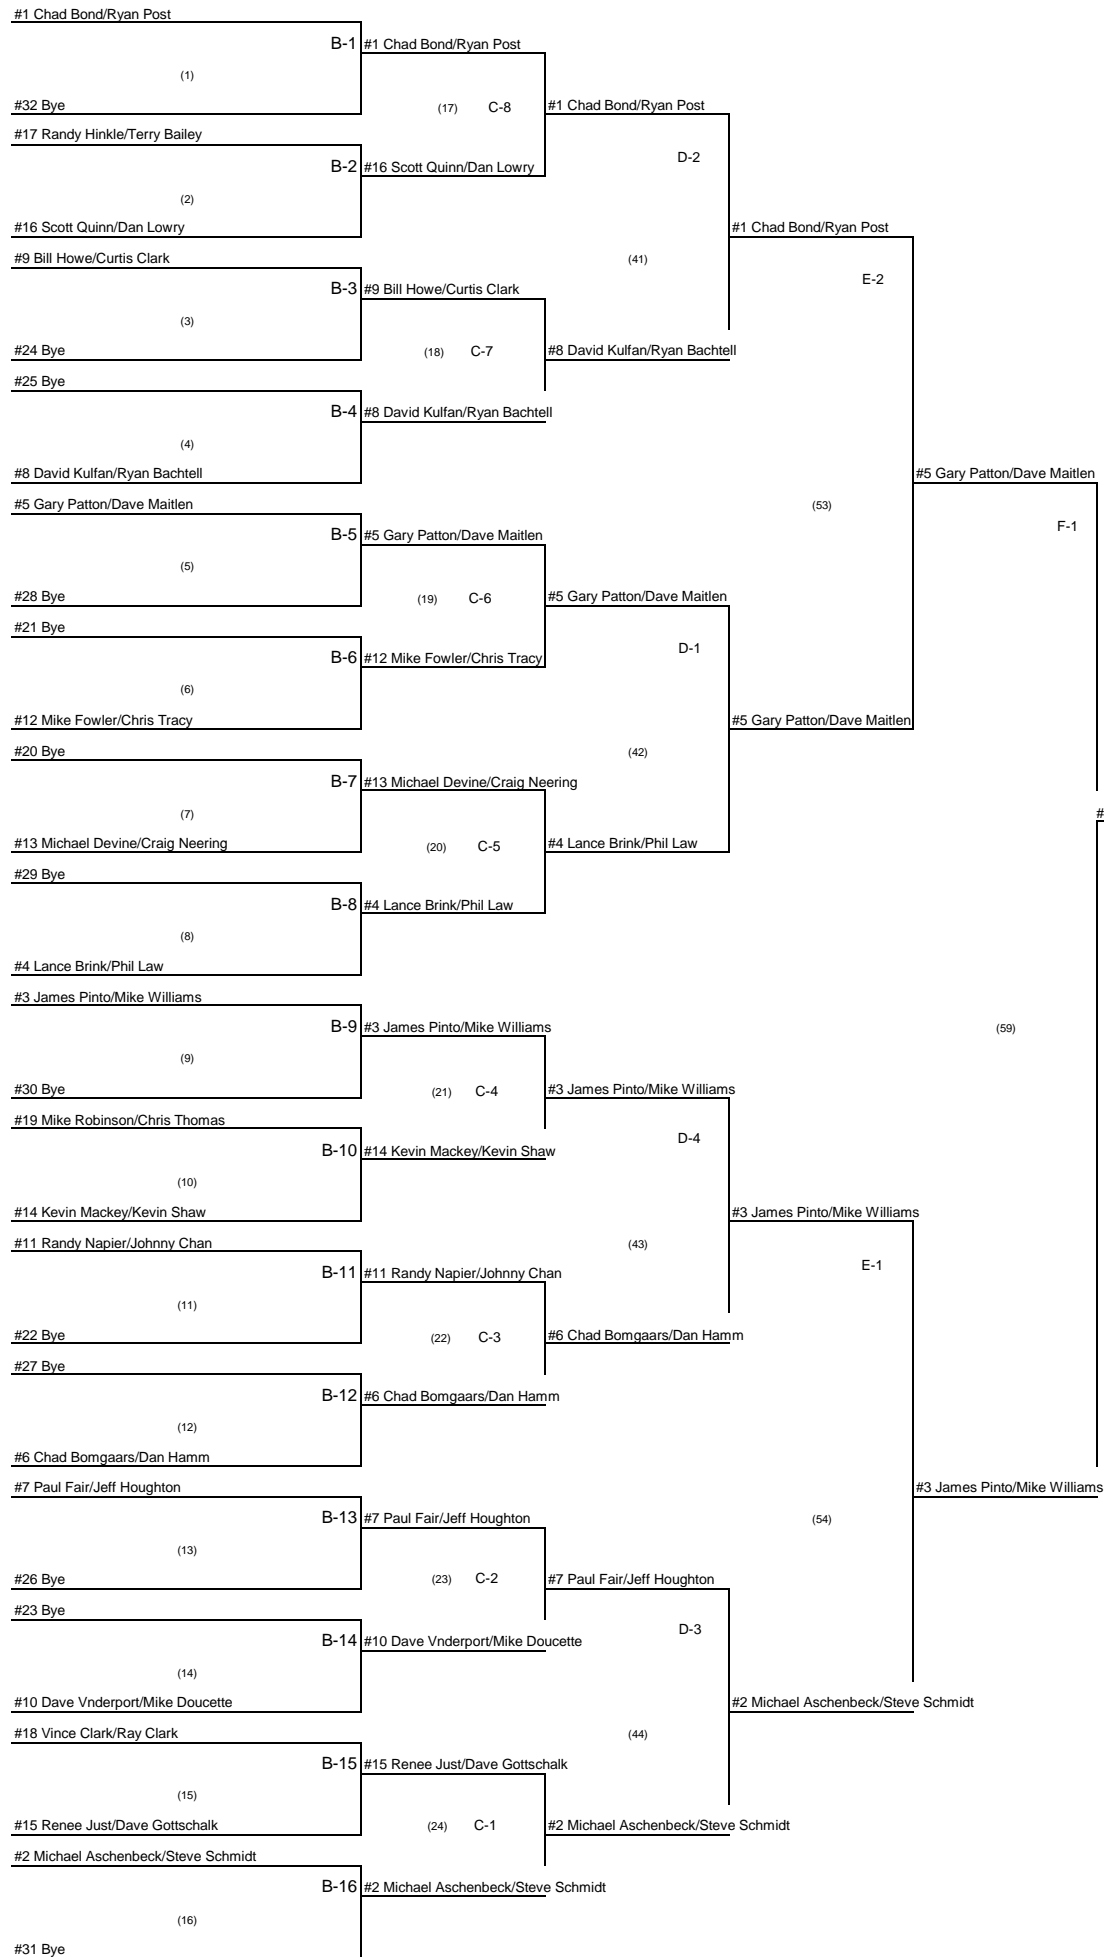 #1 Chad Bond/Ryan Post
B-1 #1 Chad Bond/Ryan Post
(1)
#32 Bye
(17) C-8 #1 Chad Bond/Ryan Post
#17 Randy Hinkle/Terry Bailey
D-2
B-2 #16 Scott Quinn/Dan Lowry
(2)
#16 Scott Quinn/Dan Lowry
#1 Chad Bond/Ryan Post
#9 Bill Howe/Curtis Clark
(41)
E-2
B-3 #9 Bill Howe/Curtis Clark
(3)
#24 Bye
(18) C-7 #8 David Kulfan/Ryan Bachtell
#25 Bye
B-4 #8 David Kulfan/Ryan Bachtell
(4)
#8 David Kulfan/Ryan Bachtell
#5 Gary Patton/Dave Maitlen
#5 Gary Patton/Dave Maitlen
(53)
F-1
B-5 #5 Gary Patton/Dave Maitlen
(5)
#28 Bye
(19) C-6 #5 Gary Patton/Dave Maitlen
#21 Bye
D-1
B-6 #12 Mike Fowler/Chris Tracy
(6)
#12 Mike Fowler/Chris Tracy
#5 Gary Patton/Dave Maitlen
#20 Bye
(42)
B-7 #13 Michael Devine/Craig Neering
(7)
#
#13 Michael Devine/Craig Neering
(20) C-5 #4 Lance Brink/Phil Law
#29 Bye
B-8 #4 Lance Brink/Phil Law
(8)
#4 Lance Brink/Phil Law
#3 James Pinto/Mike Williams
B-9 #3 James Pinto/Mike Williams
(59)
(9)
#30 Bye
(21) C-4 #3 James Pinto/Mike Williams
#19 Mike Robinson/Chris Thomas
D-4
B-10 #14 Kevin Mackey/Kevin Shaw
(10)
#14 Kevin Mackey/Kevin Shaw
#3 James Pinto/Mike Williams
#11 Randy Napier/Johnny Chan
(43)
E-1
B-11 #11 Randy Napier/Johnny Chan
(11)
#22 Bye
(22) C-3 #6 Chad Bomgaars/Dan Hamm
#27 Bye
B-12 #6 Chad Bomgaars/Dan Hamm
(12)
#6 Chad Bomgaars/Dan Hamm
#7 Paul Fair/Jeff Houghton
#3 James Pinto/Mike Williams
B-13 #7 Paul Fair/Jeff Houghton
(54)
(13)
#26 Bye
(23) C-2 #7 Paul Fair/Jeff Houghton
#23 Bye
D-3
B-14 #10 Dave Vnderport/Mike Doucette
(14)
#10 Dave Vnderport/Mike Doucette
#2 Michael Aschenbeck/Steve Schmidt
#18 Vince Clark/Ray Clark
(44)
B-15 #15 Renee Just/Dave Gottschalk
(15)
#15 Renee Just/Dave Gottschalk
(24) C-1 #2 Michael Aschenbeck/Steve Schmidt
#2 Michael Aschenbeck/Steve Schmidt
B-16 #2 Michael Aschenbeck/Steve Schmidt
(16)
#31 Bye